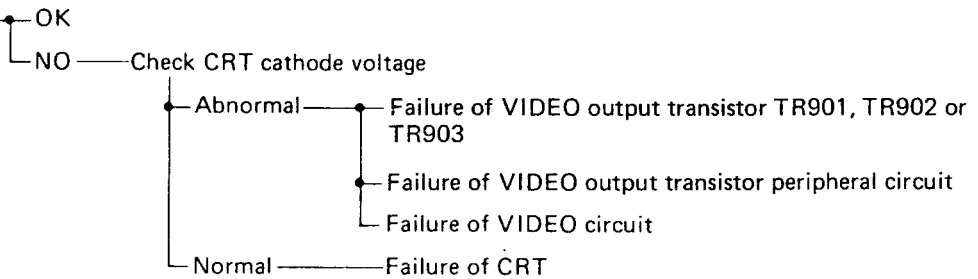 OK
NO
Check CRT cathode voltage
Abnormal
Failure of VIDEO output transistor TR901, TR902 or
TR903
Failure of VIDEO output transistor peripheral circuit
Failure of VIDEO circuit
Normal
Failure of CRT